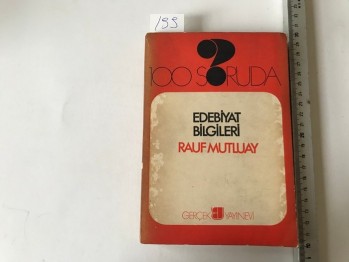 155
100 SORUDA
EDEBİYAT
BİLGİLERİ
RAUF MUTLUAY
GERÇEK YAYINEVİ